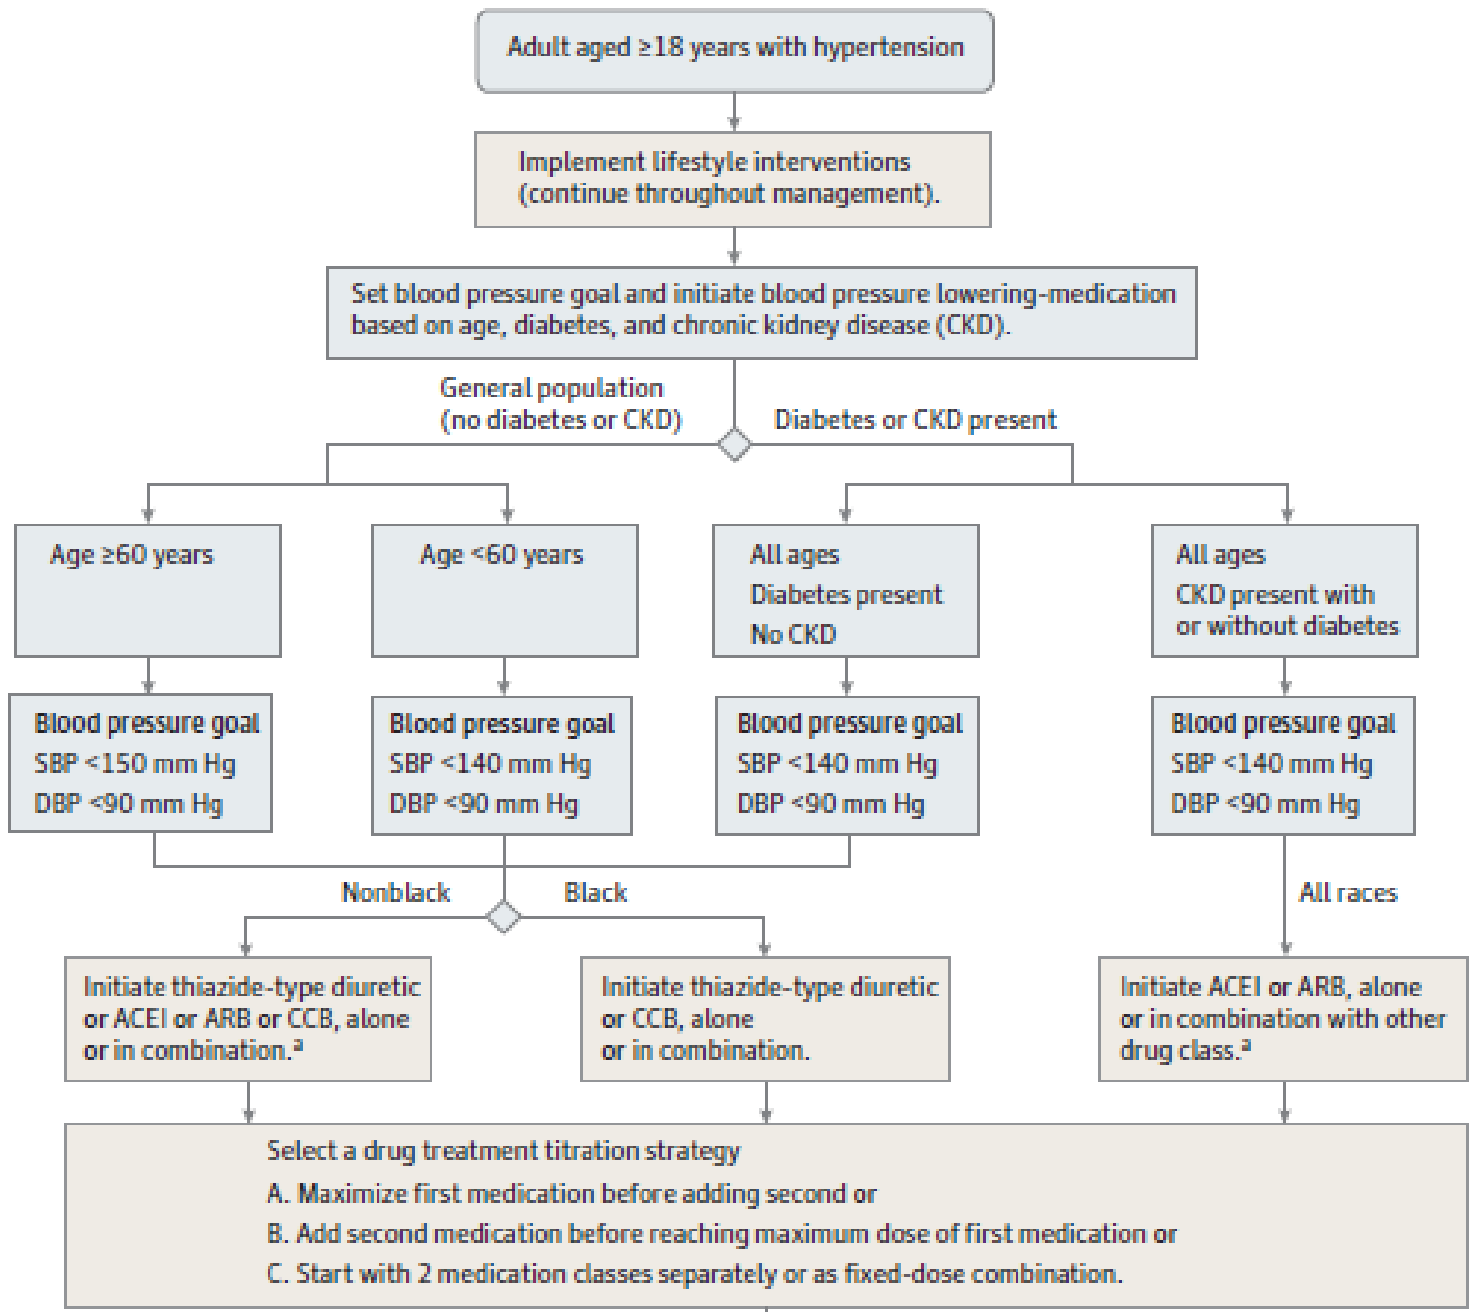 Adult aged ≥18 years with hypertension
Implement lifestyle interventions
(continue throughout management).
Set blood pressure goal and initiate blood pressure lowering-medication
based on age, diabetes, and chronic kidney disease (CKD).
General population
(no diabetes or CKD)
Diabetes or CKD present
Age ≥60 years
Age <60 years
All ages
Diabetes present
No CKD
All ages
CKD present with
or without diabetes
Blood pressure goal
SBP <150 mm Hg
DBP <90 mm Hg
Blood pressure goal
SBP <140 mm Hg
DBP <90 mm Hg
Blood pressure goal
SBP <140 mm Hg
DBP <90 mm Hg
Blood pressure goal
SBP <140 mm Hg
DBP <90 mm Hg
Nonblack
Black
All races
Initiate thiazide-type diuretic
or ACEI or ARB or CCB, alone
or in combination.ª
Initiate thiazide-type diuretic
or CCB, alone
or in combination.
Initiate ACEI or ARB, alone
or in combination with other
drug class.ª
Select a drug treatment titration strategy
A. Maximize first medication before adding second or
B. Add second medication before reaching maximum dose of first medication or
C. Start with 2 medication classes separately or as fixed-dose combination.